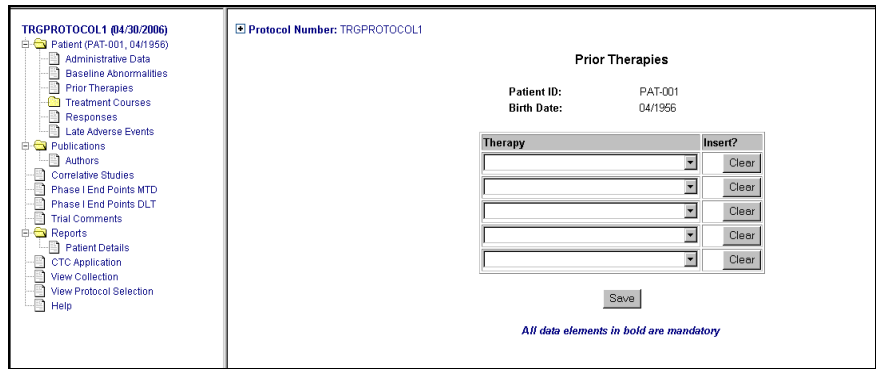 TRGPROTOCOL1 (04/30/2006)
Patient (PAT-001, 04/1956)
Administrative Data
Baseline Abnormalities
Prior Therapies
Treatment Courses
Responses
Late Adverse Events
Publications
Authors
Correlative Studies
Phase I End Points MTD
Phase I End Points DLT
Trial Comments
Reports
Patient Details
CTC Application
View Collection
View Protocol Selection
Help
Protocol Number: TRGPROTOCOL1
Prior Therapies
Patient ID: PAT-001
Birth Date: 04/1956
Therapy Insert?
Clear
Clear
Clear
Clear
Clear
Save
All data elements in bold are mandatory